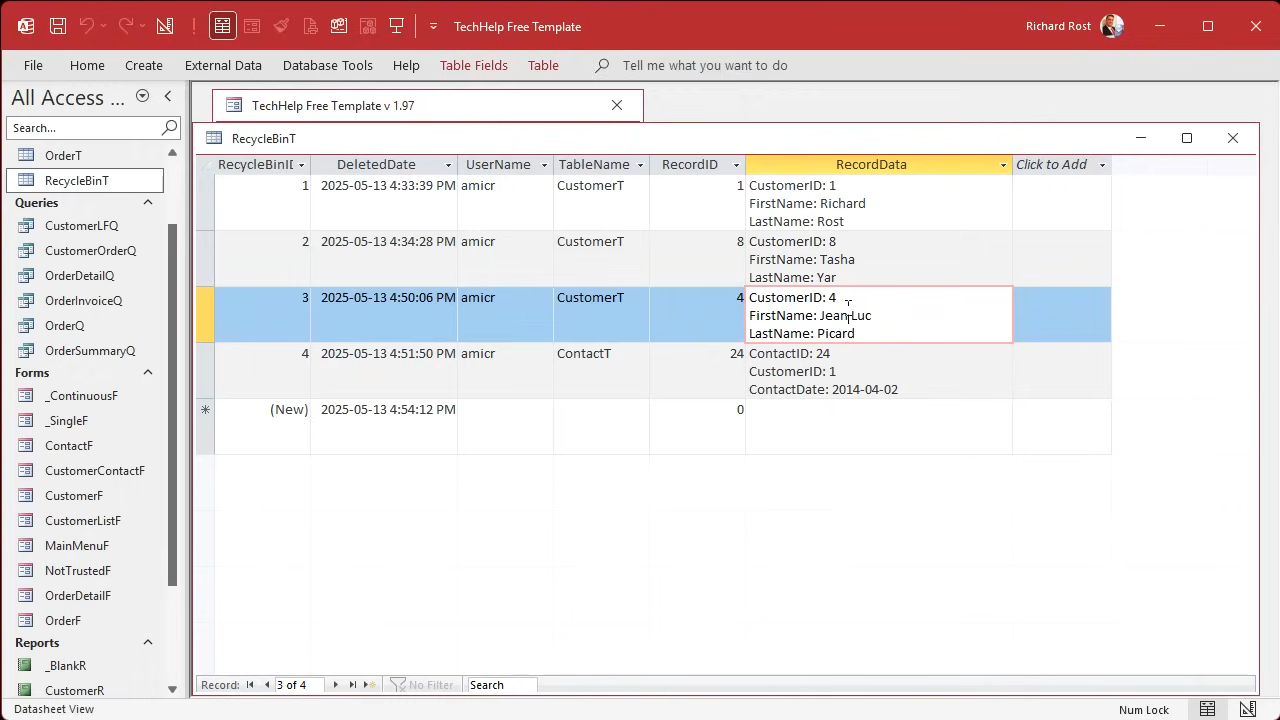 TechHelp Free Template
Richard Rost
File Home Create External Data Database Tools Help Table Fields Table Tell me what you want to do
All Access ...
Search...
OrderT
RecycleBinT
Queries
CustomerLFQ
CustomerOrderQ
OrderDetailQ
OrderInvoiceQ
OrderQ
OrderSummaryQ
Forms
_ContinuousF
_SingleF
ContactF
CustomerContactF
CustomerF
CustomerListF
MainMenuF
NotTrustedF
OrderDetailF
OrderF
Reports
_BlankR
CustomerR
TechHelp Free Template v 1.97
RecycleBinT
RecycleBinID DeletedDate UserName TableName RecordID RecordData Click to Add
1 2025-05-13 4:33:39 PM amicr CustomerT 1 CustomerID: 1
FirstName: Richard
LastName: Rost
2 2025-05-13 4:34:28 PM amicr CustomerT 8 CustomerID: 8
FirstName: Tasha
LastName: Yar
3 2025-05-13 4:50:06 PM amicr CustomerT 4 CustomerID: 4
FirstName: Jean Luc
LastName: Picard
4 2025-05-13 4:51:50 PM amicr ContactT 24 ContactID: 24
CustomerID: 1
ContactDate: 2014-04-02
(New) 2025-05-13 4:54:12 PM 0
Record: 3 of 4 No Filter Search
Datasheet View
Num Lock